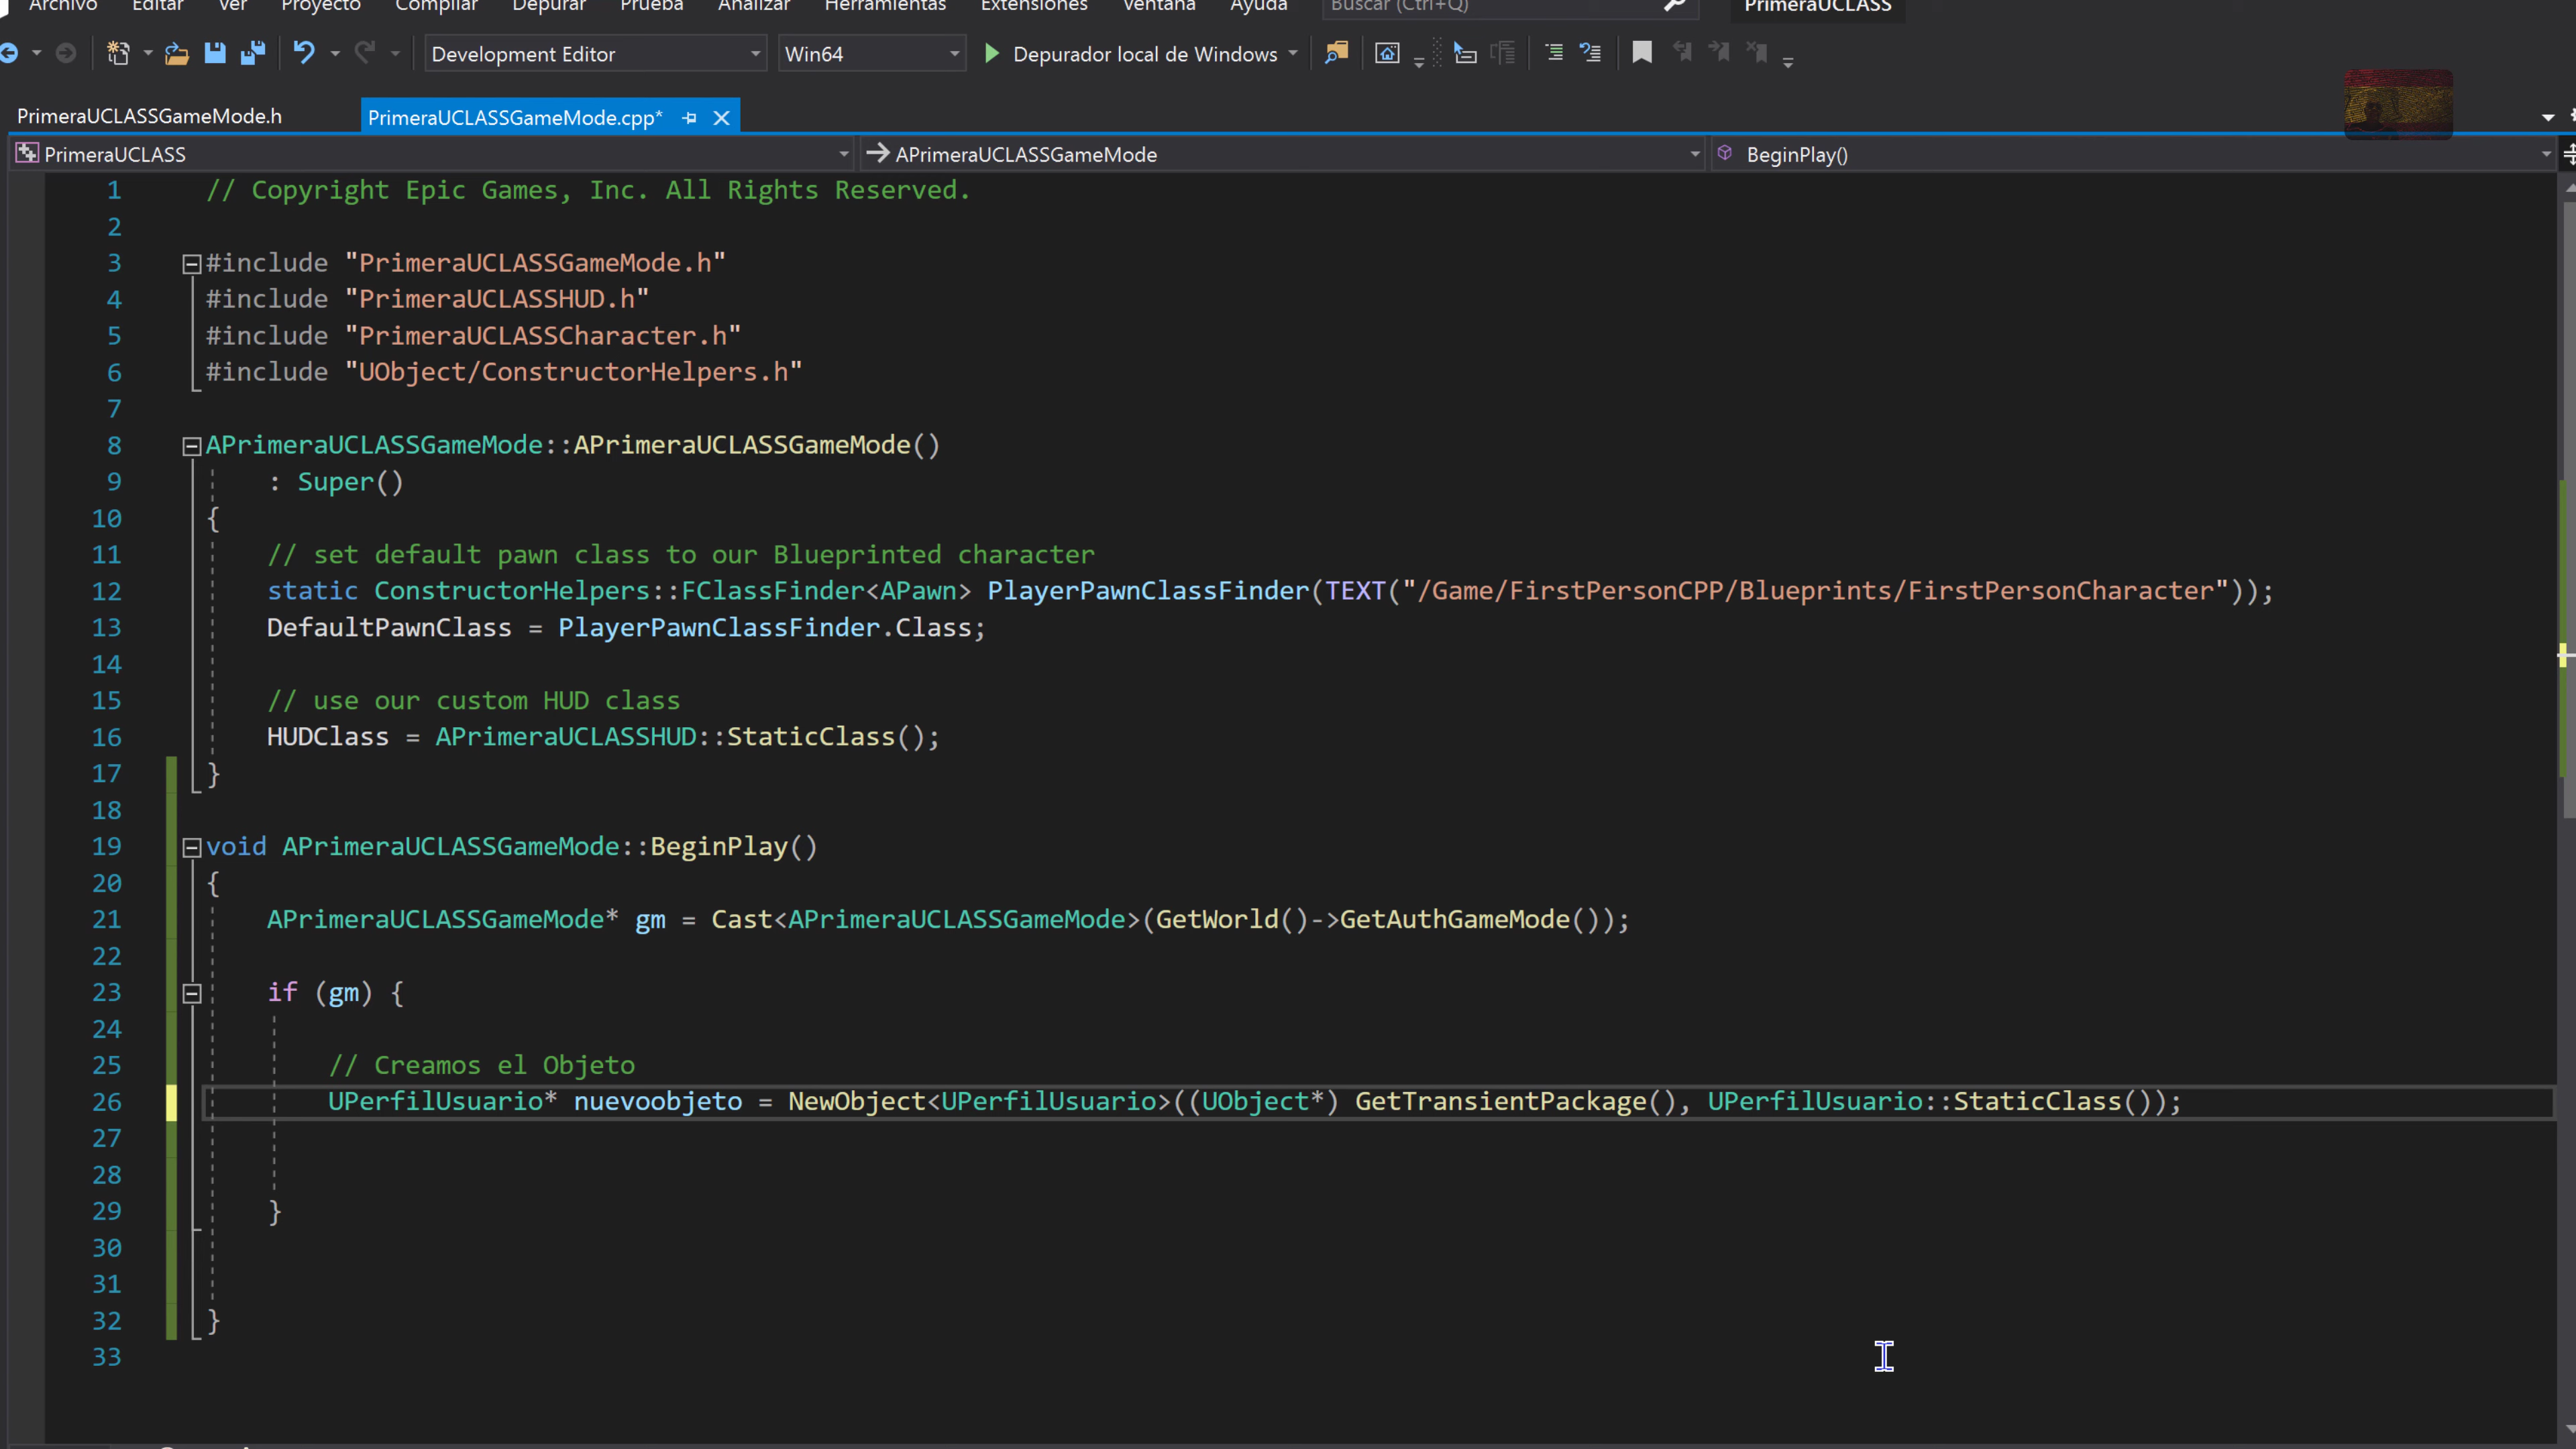 Archivo Editar Ver Proyecto Compilar Depurar Prueba Analizar Herramientas Extensiones Ventana Ayuda Buscar (Ctrl+Q) PrimeraUCLASS
Development Editor Win64 Depurador local de Windows
PrimeraUCLASSGameMode.h PrimeraUCLASSGameMode.cpp*
PrimeraUCLASS APrimeraUCLASSGameMode BeginPlay()
1 // Copyright Epic Games, Inc. All Rights Reserved.
2
3 #include "PrimeraUCLASSGameMode.h"
4 #include "PrimeraUCLASSHUD.h"
5 #include "PrimeraUCLASSCharacter.h"
6 #include "UObject/ConstructorHelpers.h"
7
8 APrimeraUCLASSGameMode::APrimeraUCLASSGameMode()
9 : Super()
10 {
11 // set default pawn class to our Blueprinted character
12 static ConstructorHelpers::FClassFinder<APawn> PlayerPawnClassFinder(TEXT("/Game/FirstPersonCPP/Blueprints/FirstPersonCharacter"));
13 DefaultPawnClass = PlayerPawnClassFinder.Class;
14
15 // use our custom HUD class
16 HUDClass = APrimeraUCLASSHUD::StaticClass();
17 }
18
19 void APrimeraUCLASSGameMode::BeginPlay()
20 {
21 APrimeraUCLASSGameMode* gm = Cast<APrimeraUCLASSGameMode>(GetWorld()->GetAuthGameMode());
22
23 if (gm) {
24
25 // Creamos el Objeto
26 UPerfilUsuario* nuevoobjeto = NewObject<UPerfilUsuario>((UObject*) GetTransientPackage(), UPerfilUsuario::StaticClass());
27
28
29 }
30
31
32 }
33